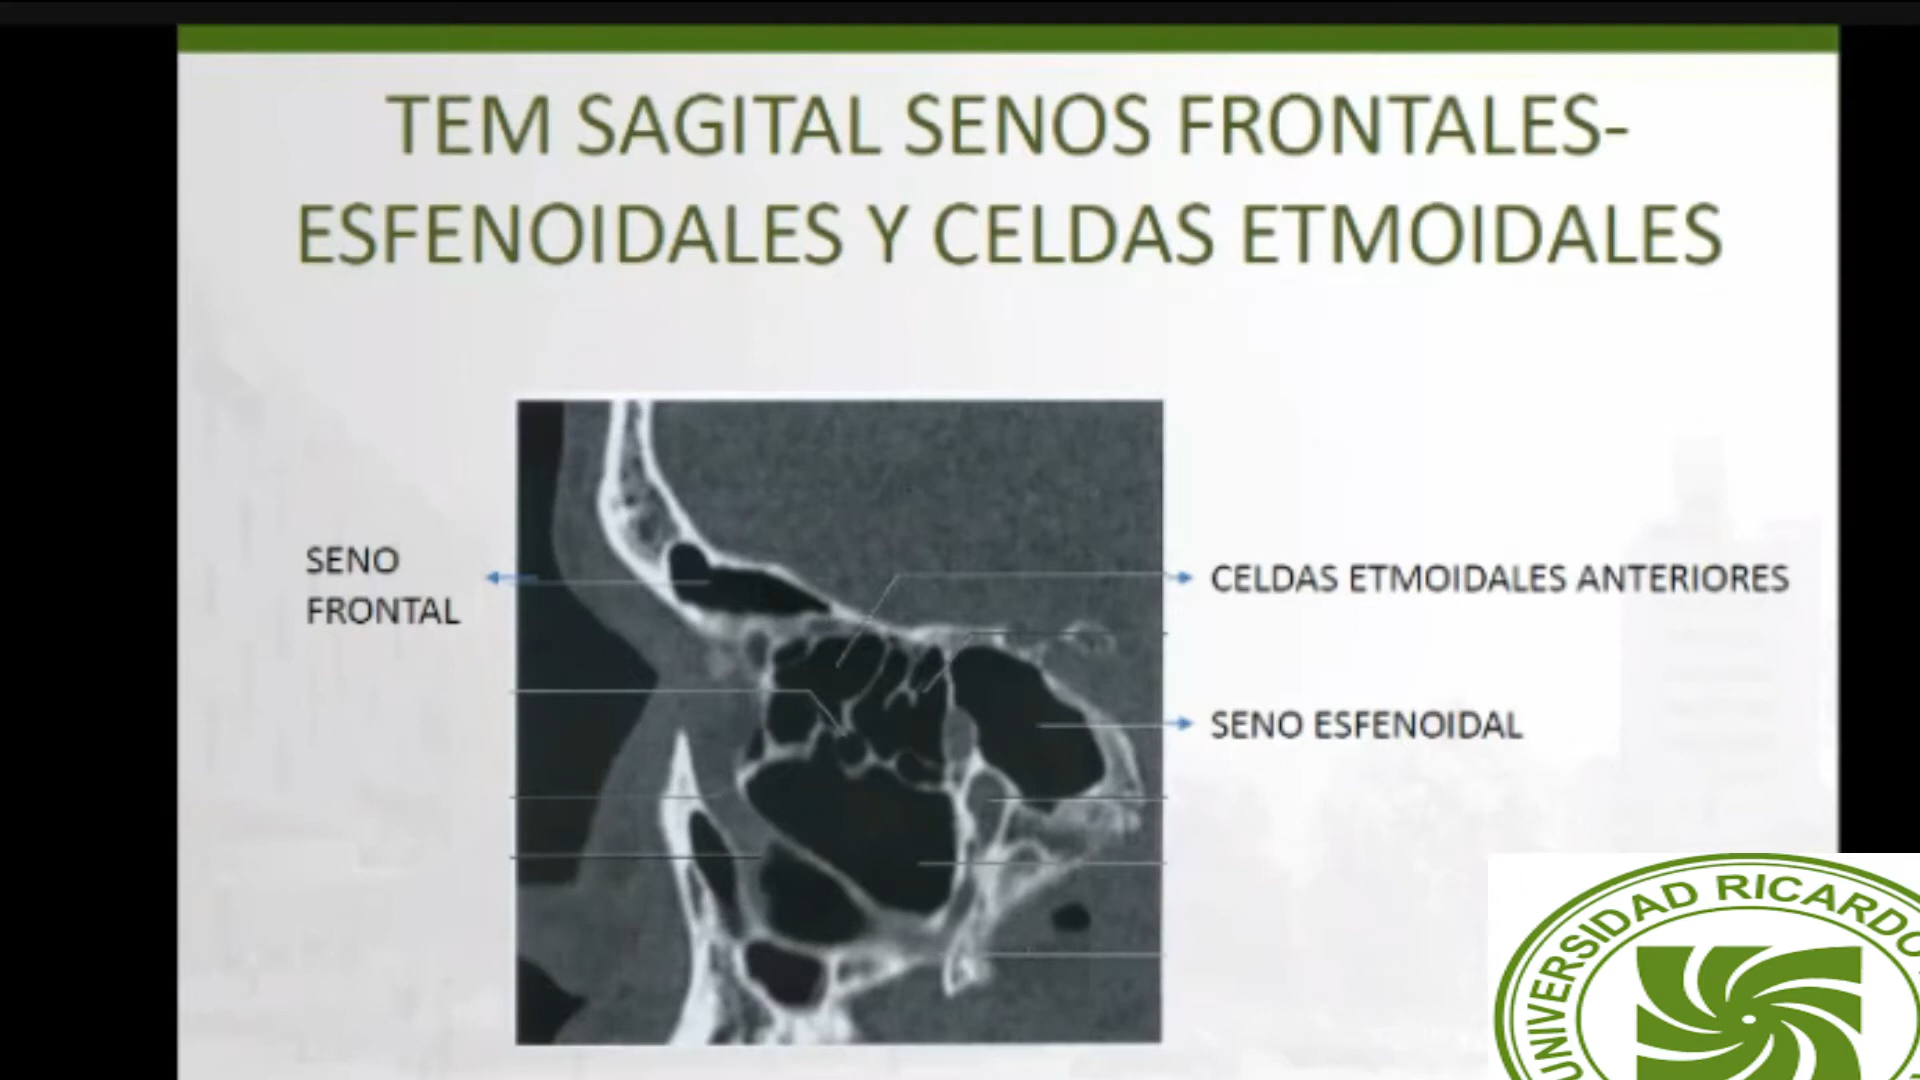 TEM SAGITAL SENOS FRONTALES-
ESFENOIDALES Y CELDAS ETMOIDALES
SENO
FRONTAL
CELDAS ETMOIDALES ANTERIORES
SENO ESFENOIDAL
UNIVERSIDAD RICARDO